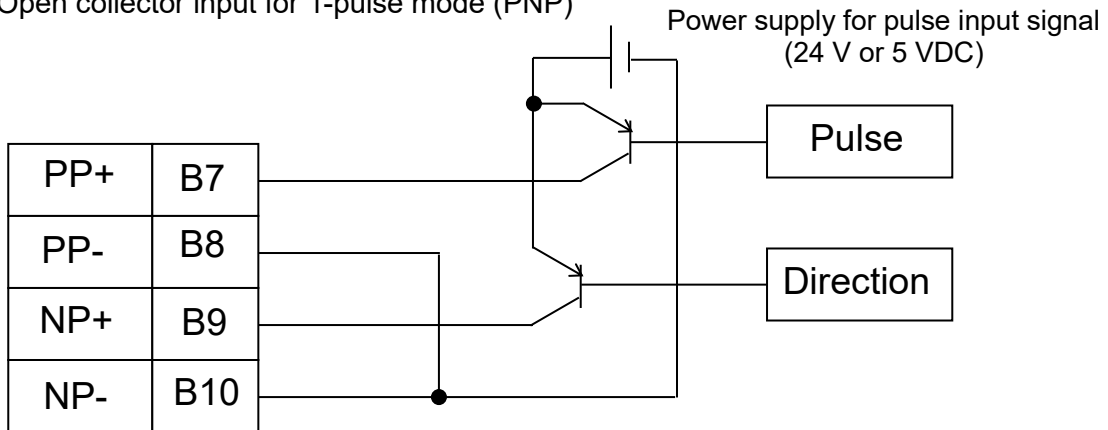 Open collector input for 1-pulse mode (PNP)
Power supply for pulse input signal
(24 V or 5 VDC)
Pulse
PP+ B7
PP- B8
Direction
NP+ B9
NP- B10